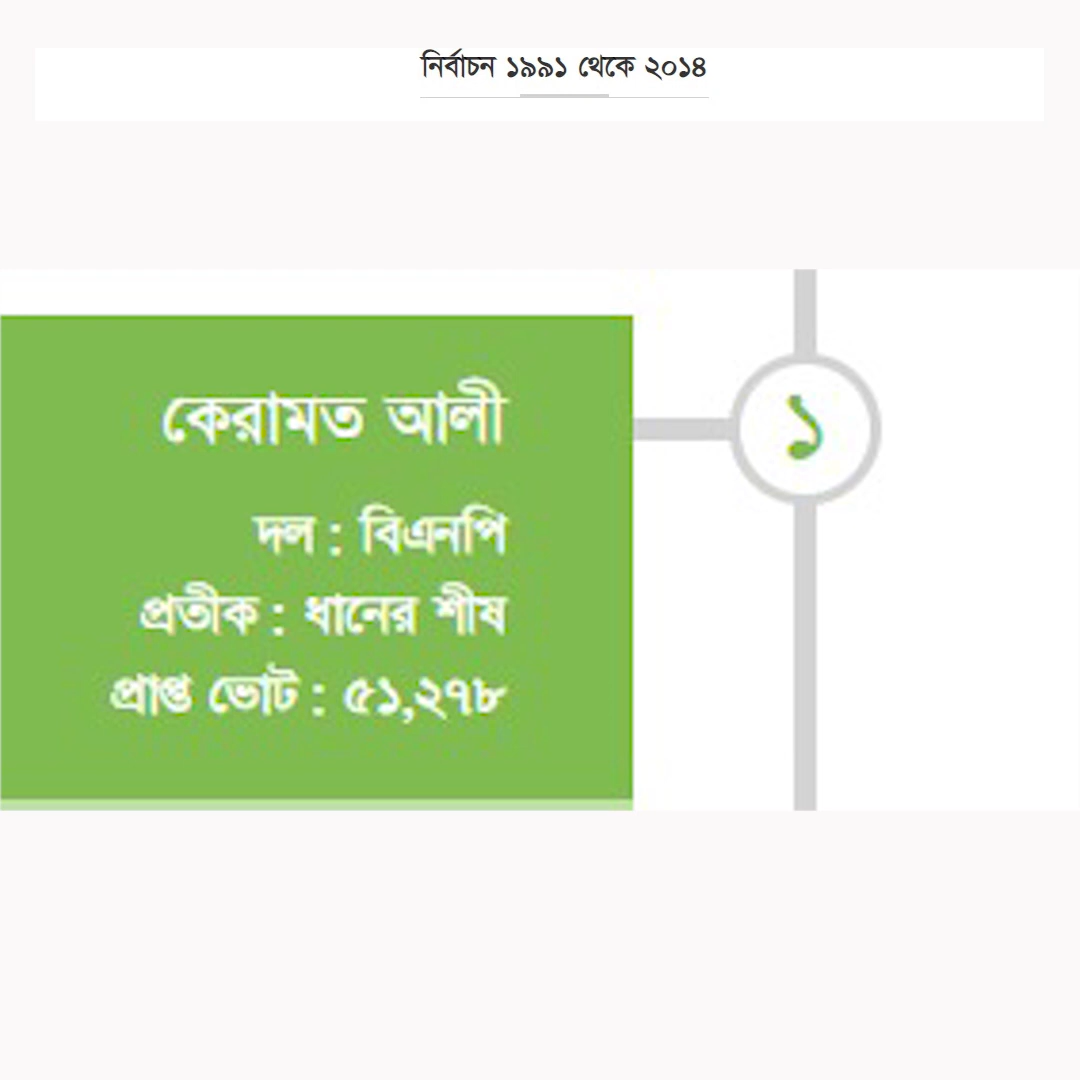 নির্বাচন ১৯৯১ থেকে ২০১৪
কেরামত আলী
১
দল : বিএনপি
প্রতীক : ধানের শীষ
প্রাপ্ত ভোট : ৫১,২৭৮